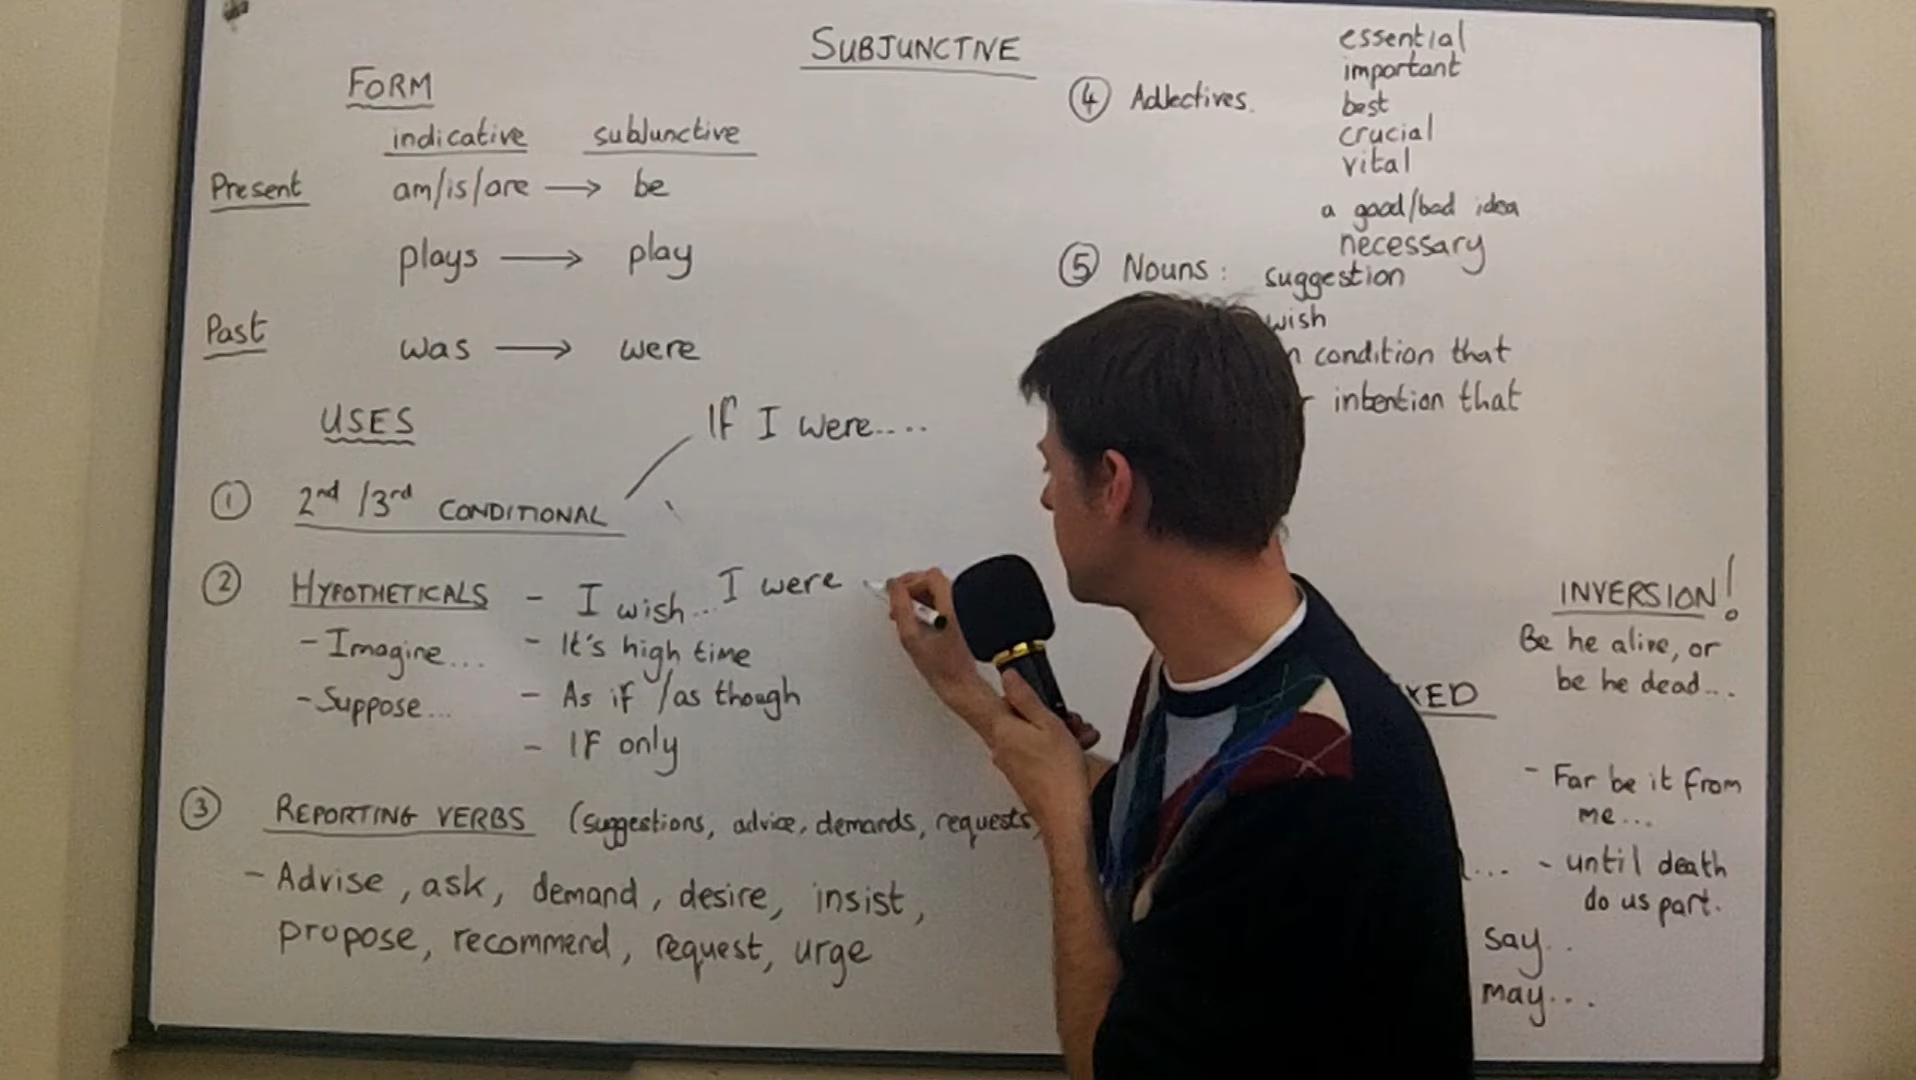 SUBJUNCTIVE
FORM
indicative subjunctive
Present am/is/are → be
plays → play
Past was → were
USES
If I were....
① 2nd /3rd CONDITIONAL
② HYPOTHETICALS - I wish... I were
- Imagine... - It's high time
- Suppose... - As if /as though
- IF only
③ REPORTING VERBS (suggestions, advice, demands, requests
- Advise, ask, demand, desire, insist,
propose, recommend, request, urge
④ Adjectives.
essential
important
best
crucial
vital
a good/bad idea
necessary
⑤ Nouns: suggestion
wish
condition that
intention that
INVERSION!
Be he alive, or
be he dead...
- Far be it from
me...
- until death
do us part.
say..
may...